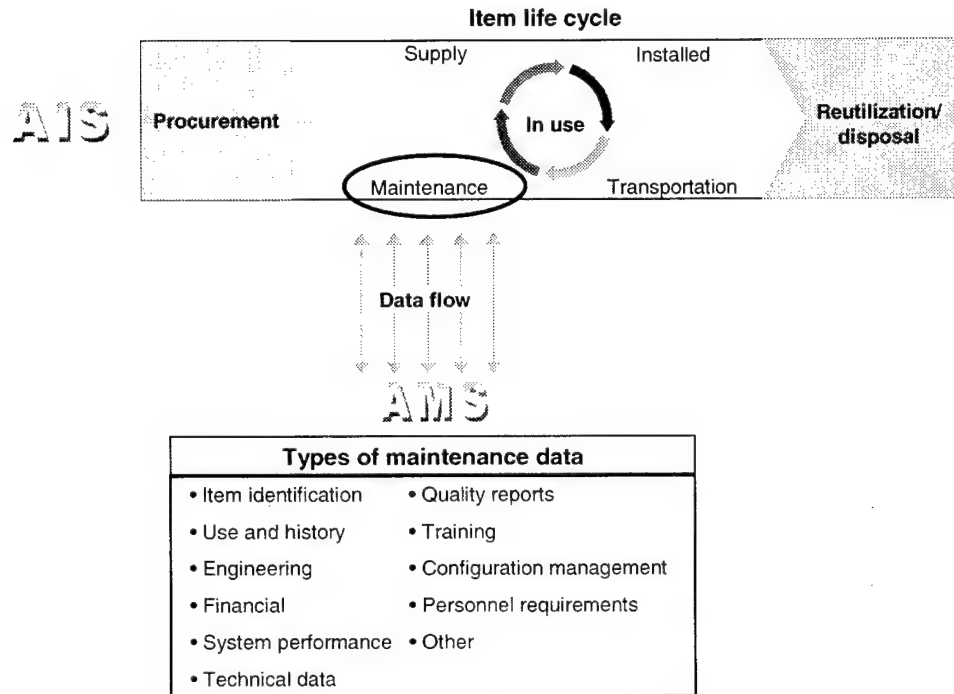 Item life cycle
Supply
Installed
AIS
Procurement
In use
Reutilization/
disposal
Maintenance
Transportation
Data flow
AMS
Types of maintenance data
• Item identification
• Use and history
• Engineering
• Financial
• System performance
• Technical data
• Quality reports
• Training
• Configuration management
• Personnel requirements
• Other